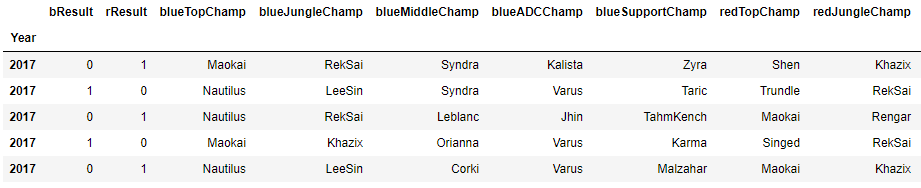 bResult rResult blueTopChamp blueJungleChamp blueMiddleChamp blueADCChamp blueSupportChamp redTopChamp redJungleChamp
Year
2017 0 1 Maokai RekSai Syndra Kalista Zyra Shen Khazix
2017 1 0 Nautilus LeeSin Syndra Varus Taric Trundle RekSai
2017 0 1 Nautilus RekSai Leblanc Jhin TahmKench Maokai Rengar
2017 1 0 Maokai Khazix Orianna Varus Karma Singed RekSai
2017 0 1 Nautilus LeeSin Corki Varus Malzahar Maokai Khazix